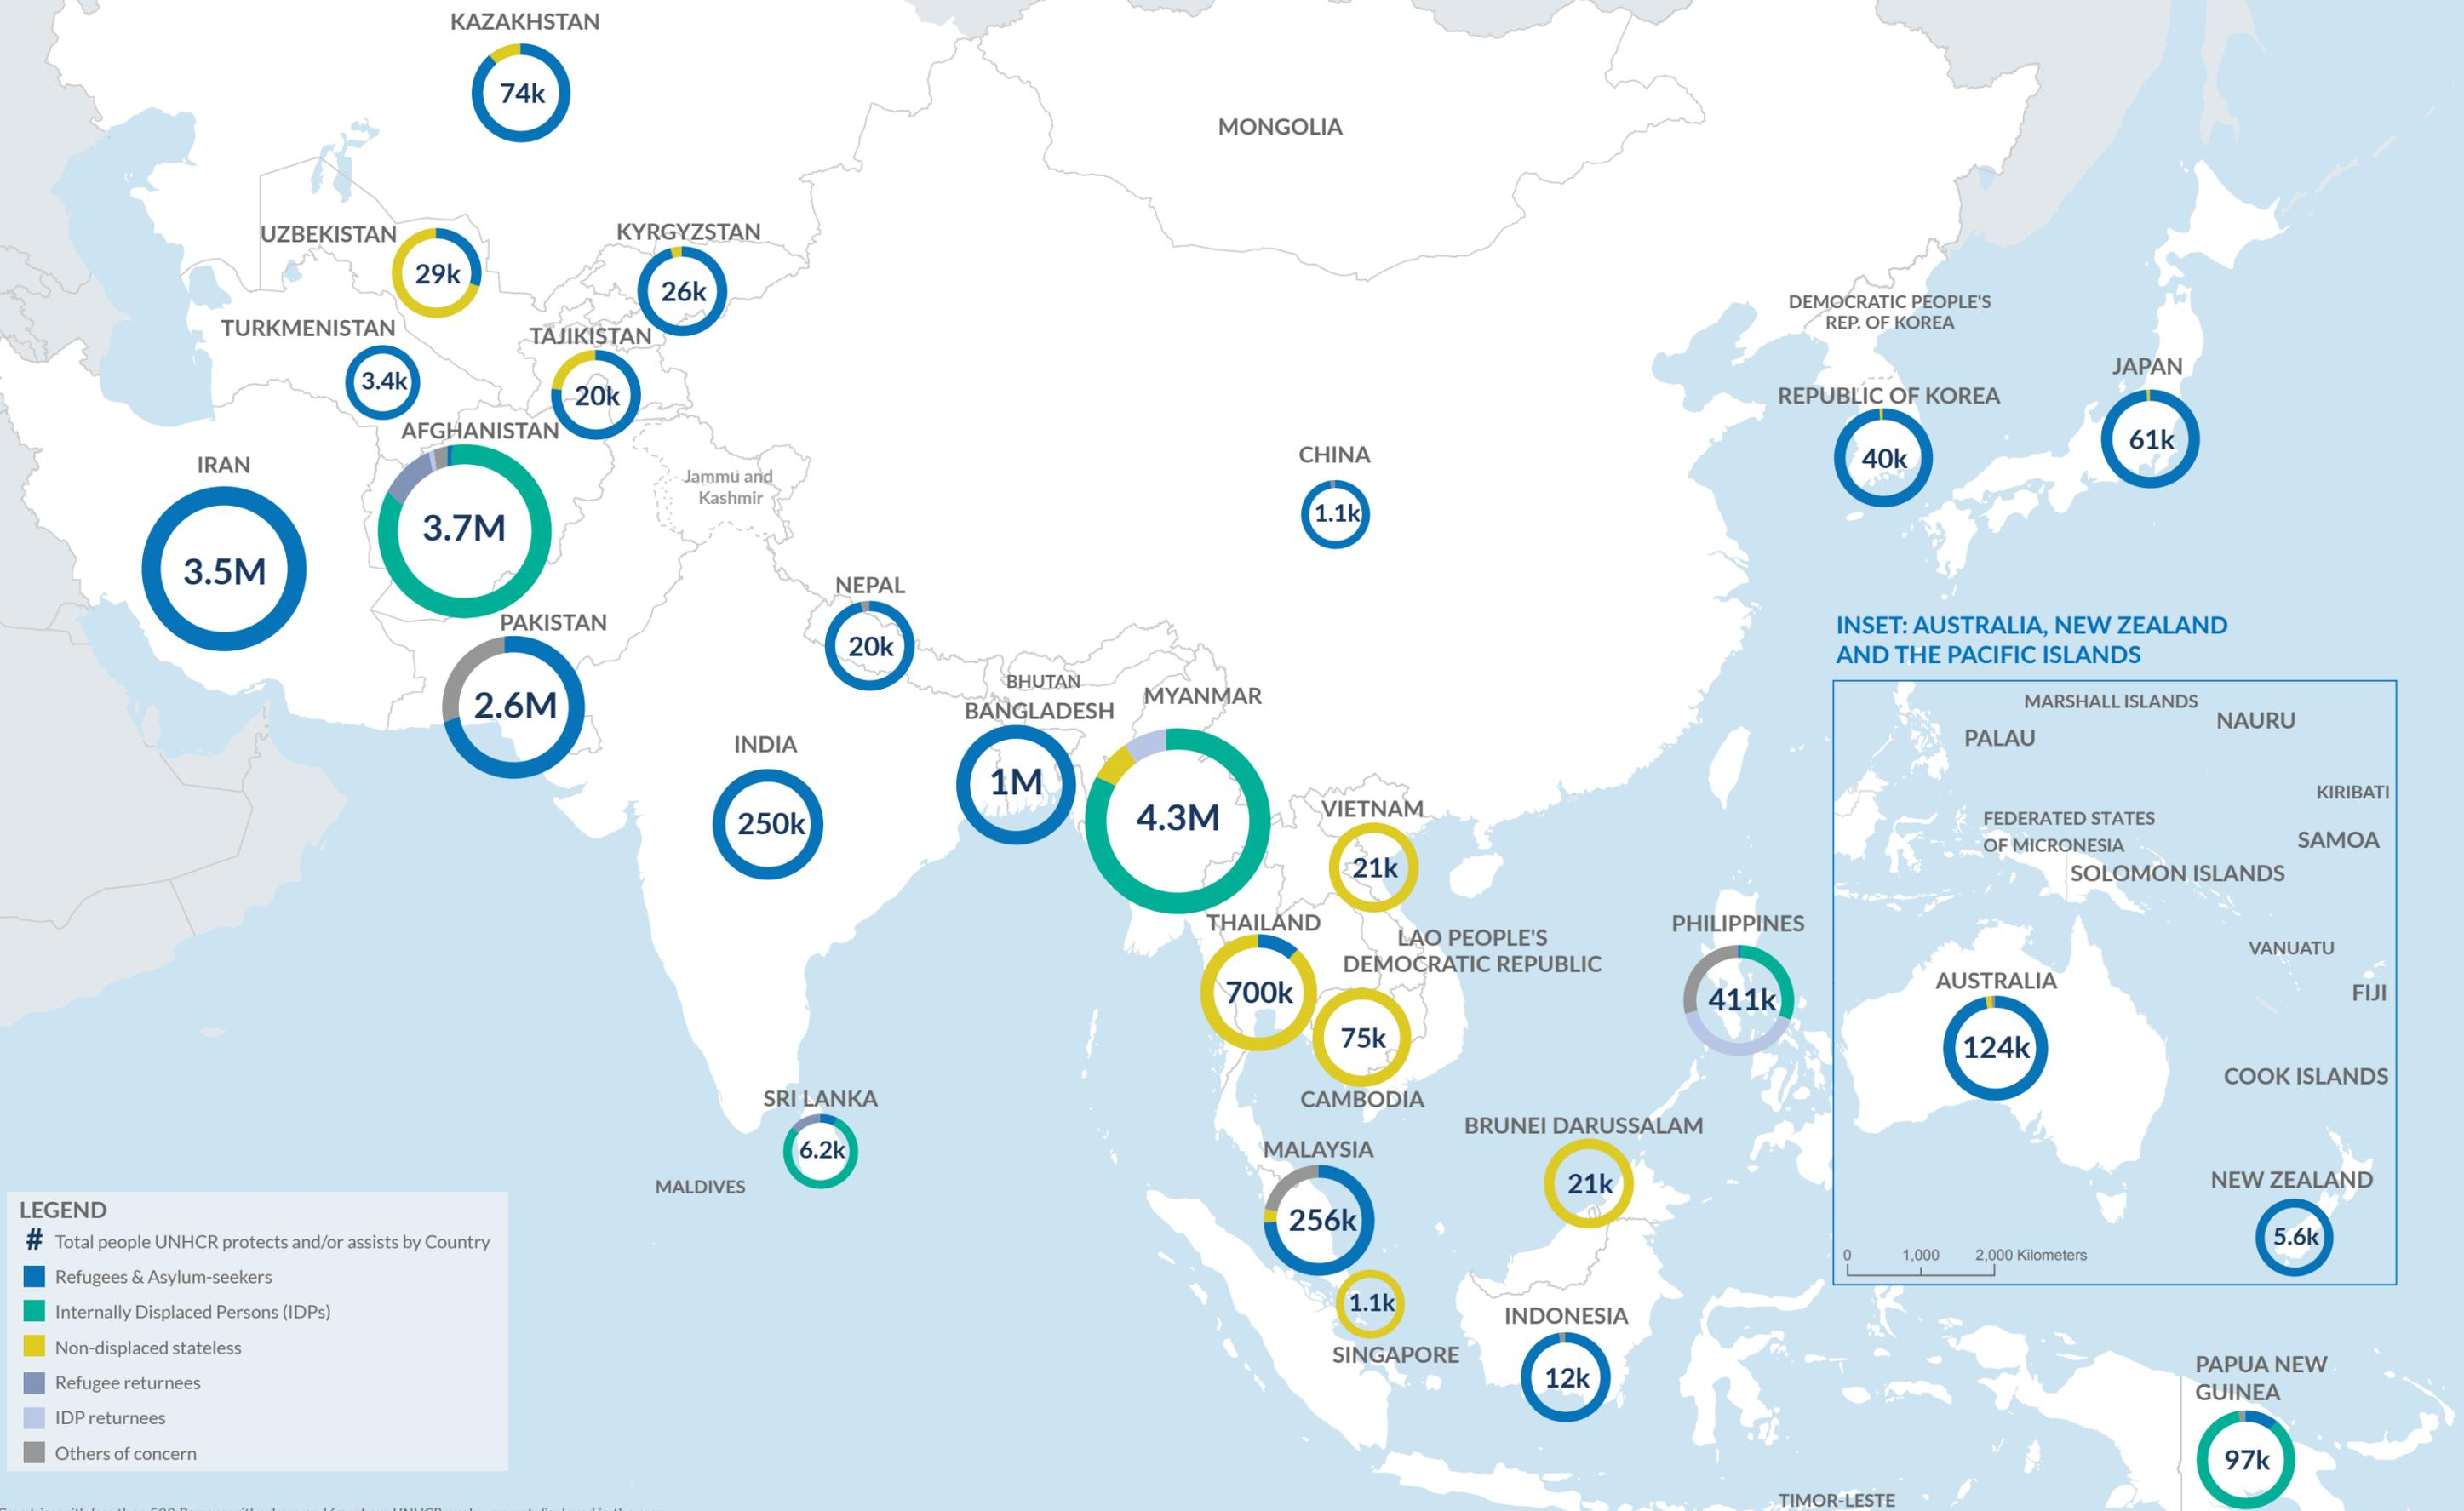 KAZAKHSTAN
74k
MONGOLIA
UZBEKISTAN
29k
KYRGYZSTAN
26k
TURKMENISTAN
3.4k
TAJIKISTAN
20k
DEMOCRATIC PEOPLE'S
REP. OF KOREA
REPUBLIC OF KOREA
40k
JAPAN
61k
AFGHANISTAN
3.7M
IRAN
3.5M
Jammu and
Kashmir
CHINA
1.1k
PAKISTAN
2.6M
NEPAL
20k
BHUTAN
BANGLADESH
1M
MYANMAR
4.3M
INDIA
250k
VIETNAM
21k
THAILAND
700k
LAO PEOPLE'S
DEMOCRATIC REPUBLIC
75k
CAMBODIA
PHILIPPINES
411k
SRI LANKA
6.2k
MALDIVES
MALAYSIA
256k
BRUNEI DARUSSALAM
21k
1.1k
SINGAPORE
INDONESIA
12k
PAPUA NEW
GUINEA
97k
TIMOR-LESTE
INSET: AUSTRALIA, NEW ZEALAND
AND THE PACIFIC ISLANDS
MARSHALL ISLANDS
NAURU
PALAU
KIRIBATI
FEDERATED STATES
OF MICRONESIA
SAMOA
SOLOMON ISLANDS
VANUATU
FIJI
AUSTRALIA
124k
COOK ISLANDS
NEW ZEALAND
5.6k
0 1,000 2,000 Kilometers
LEGEND
# Total people UNHCR protects and/or assists by Country
Refugees & Asylum-seekers
Internally Displaced Persons (IDPs)
Non-displaced stateless
Refugee returnees
IDP returnees
Others of concern